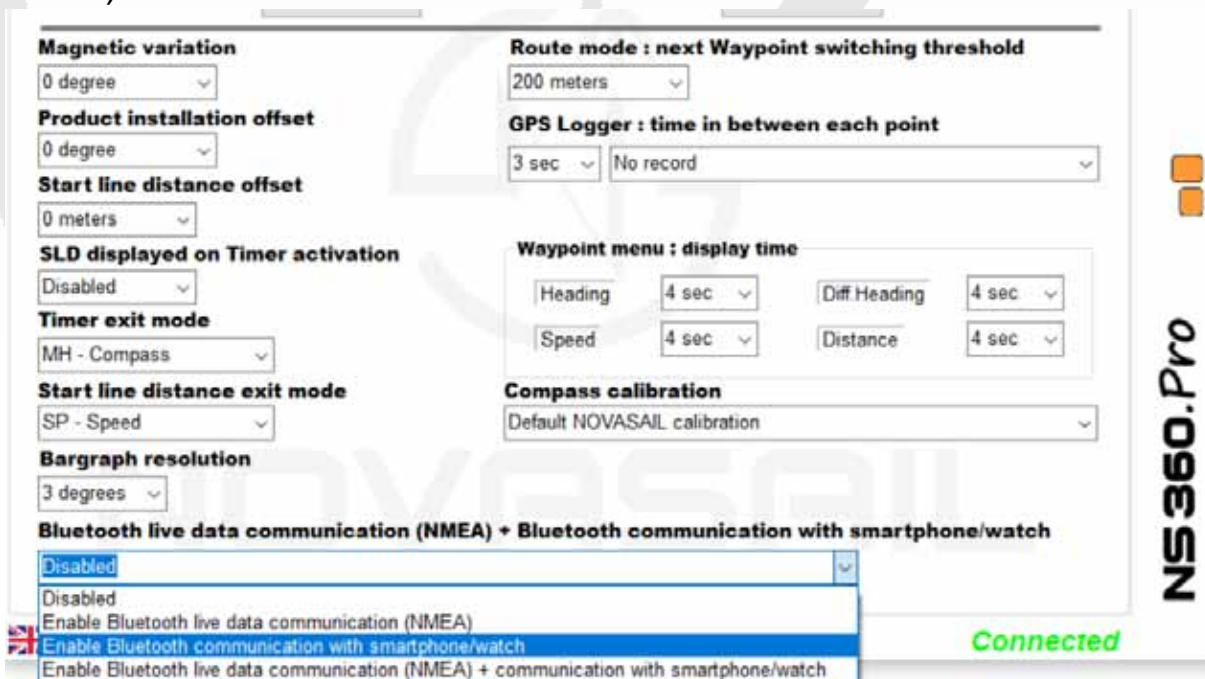 Magnetic variation
0 degree
Product installation offset
0 degree
Start line distance offset
0 meters
SLD displayed on Timer activation
Disabled
Timer exit mode
MH - Compass
Start line distance exit mode
SP - Speed
Bargraph resolution
3 degrees
Route mode : next Waypoint switching threshold
200 meters
GPS Logger : time in between each point
3 sec No record
Waypoint menu : display time
Heading 4 sec Diff.Heading 4 sec
Speed 4 sec Distance 4 sec
Compass calibration
Default NOVASAIL calibration
Bluetooth live data communication (NMEA) + Bluetooth communication with smartphone/watch
Disabled
Disabled
Enable Bluetooth live data communication (NMEA)
Enable Bluetooth communication with smartphone/watch
Enable Bluetooth live data communication (NMEA) + communication with smartphone/watch
Connected
NS360.Pro
NOVASAIL